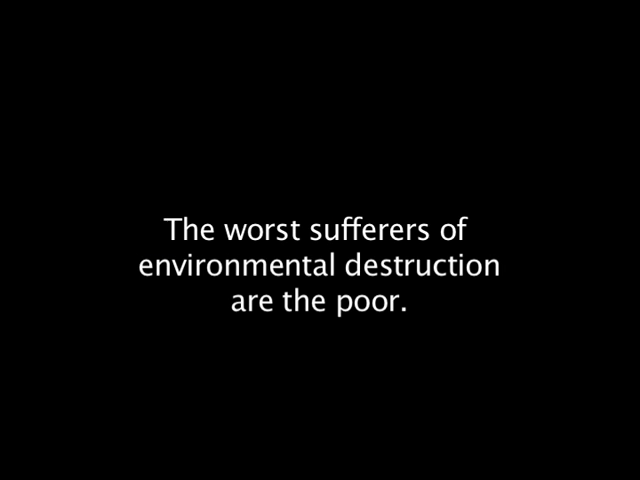 The worst sufferers of
environmental destruction
are the poor.